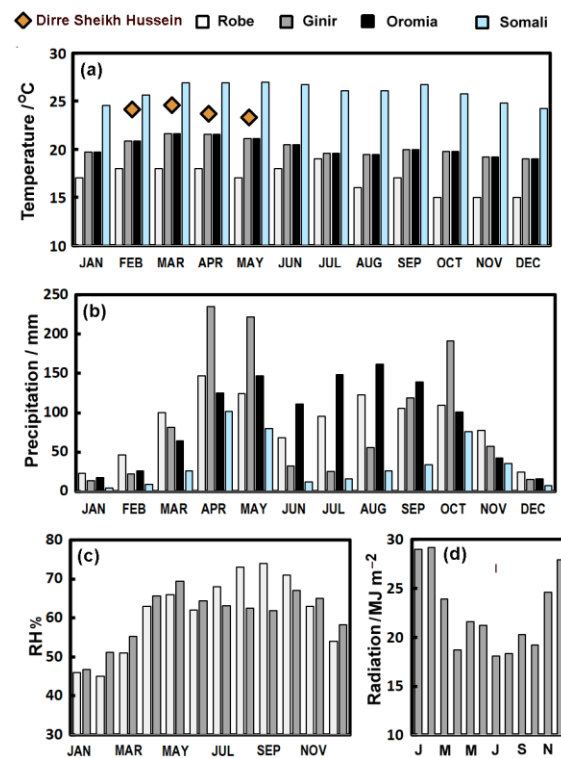 Dirre Sheikh Hussein Robe Ginir Oromia Somali
(a)
Temperature /°C
30
25
20
15
10
JAN FEB MAR APR MAY JUN JUL AUG SEP OCT NOV DEC
(b)
Precipitation / mm
250
200
150
100
50
0
JAN FEB MAR APR MAY JUN JUL AUG SEP OCT NOV DEC
(c)
RH%
80
70
60
50
40
30
JAN MAR MAY JUL SEP NOV
(d)
Radiation /MJ m⁻²
30
25
20
15
10
J M M J S N